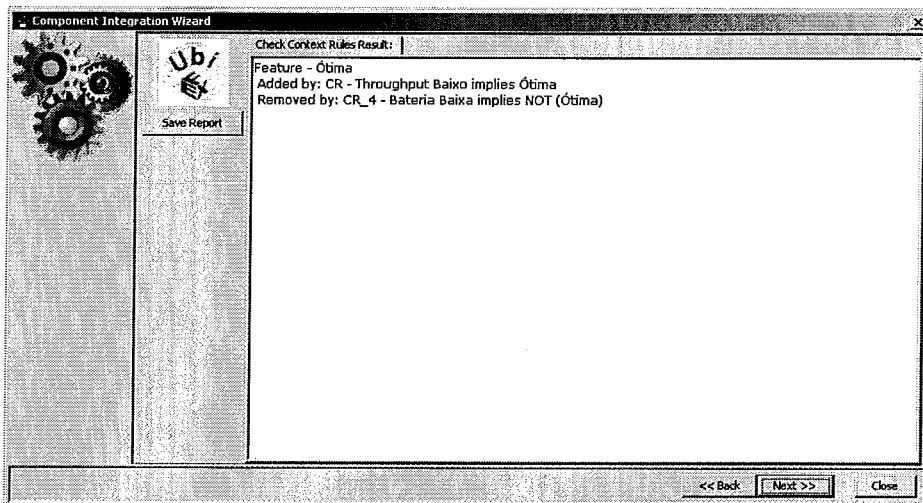 Component Integration Wizard
Ubi
Save Report
Check Context Rules Result:
Feature - Ótima
Added by: CR - Throughput Baixo implies Ótima
Removed by: CR_4 - Bateria Baixa implies NOT (Ótima)
<< Back
Next >>
Close